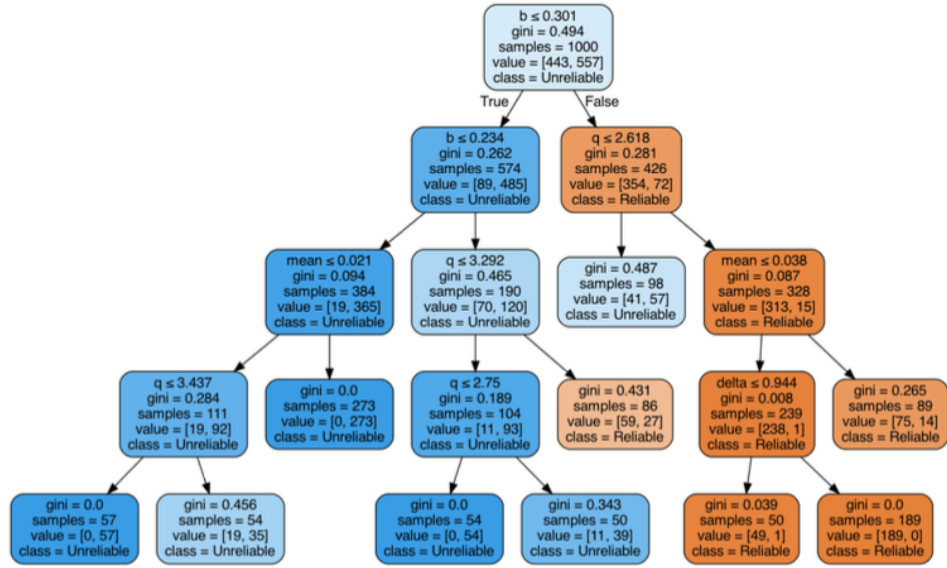 b ≤ 0.301
gini = 0.494
samples = 1000
value = [443, 557]
class = Unreliable
True
False
b ≤ 0.234
gini = 0.262
samples = 574
value = [89, 485]
class = Unreliable
q ≤ 2.618
gini = 0.281
samples = 426
value = [354, 72]
class = Reliable
mean ≤ 0.021
gini = 0.094
samples = 384
value = [19, 365]
class = Unreliable
q ≤ 3.292
gini = 0.465
samples = 190
value = [70, 120]
class = Unreliable
gini = 0.487
samples = 98
value = [41, 57]
class = Unreliable
mean ≤ 0.038
gini = 0.087
samples = 328
value = [313, 15]
class = Reliable
q ≤ 3.437
gini = 0.284
samples = 111
value = [19, 92]
class = Unreliable
gini = 0.0
samples = 273
value = [0, 273]
class = Unreliable
q ≤ 2.75
gini = 0.189
samples = 104
value = [11, 93]
class = Unreliable
gini = 0.431
samples = 86
value = [59, 27]
class = Reliable
delta ≤ 0.944
gini = 0.008
samples = 239
value = [238, 1]
class = Reliable
gini = 0.265
samples = 89
value = [75, 14]
class = Reliable
gini = 0.0
samples = 57
value = [0, 57]
class = Unreliable
gini = 0.456
samples = 54
value = [19, 35]
class = Unreliable
gini = 0.0
samples = 54
value = [0, 54]
class = Unreliable
gini = 0.343
samples = 50
value = [11, 39]
class = Unreliable
gini = 0.039
samples = 50
value = [49, 1]
class = Reliable
gini = 0.0
samples = 189
value = [189, 0]
class = Reliable